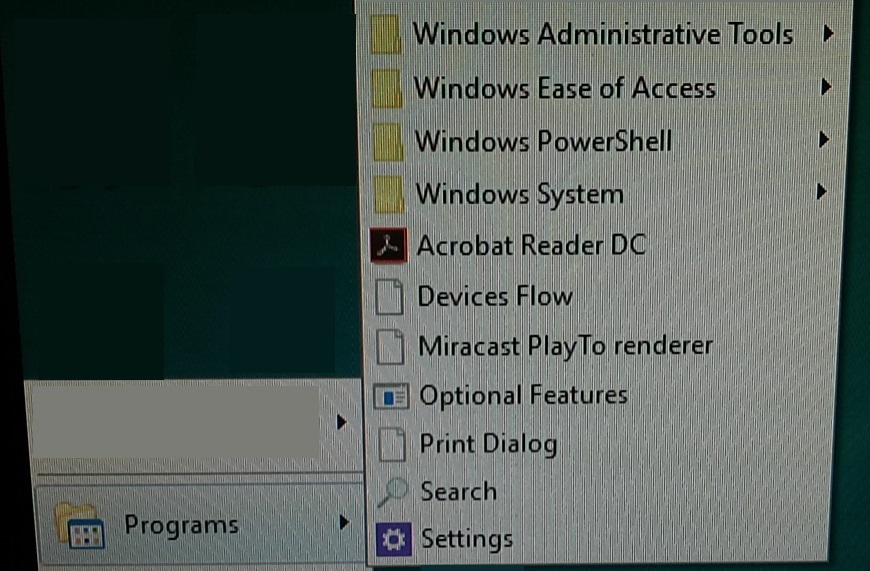 Windows Administrative Tools
Windows Ease of Access
Windows PowerShell
Windows System
Acrobat Reader DC
Devices Flow
Miracast PlayTo renderer
Optional Features
Print Dialog
Search
Settings
Programs